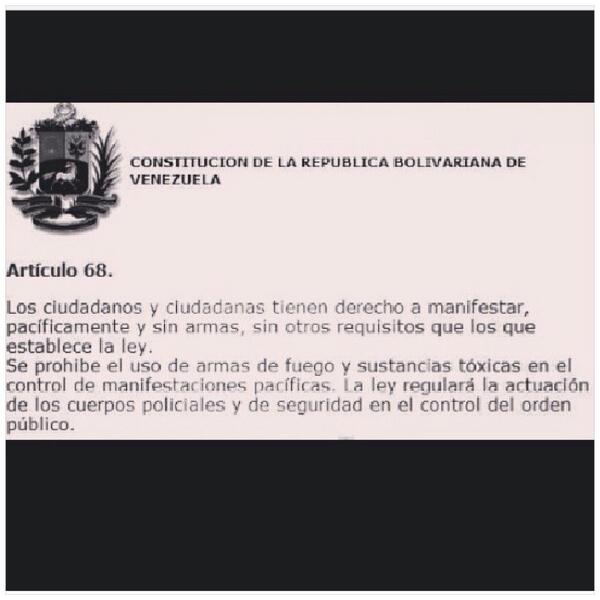 CONSTITUCION DE LA REPUBLICA BOLIVARIANA DE
VENEZUELA
Artículo 68.
Los ciudadanos y ciudadanas tienen derecho a manifestar,
pacíficamente y sin armas, sin otros requisitos que los que
establece la ley.
Se prohibe el uso de armas de fuego y sustancias tóxicas en el
control de manifestaciones pacíficas. La ley regulará la actuación
de los cuerpos policiales y de seguridad en el control del orden
público.